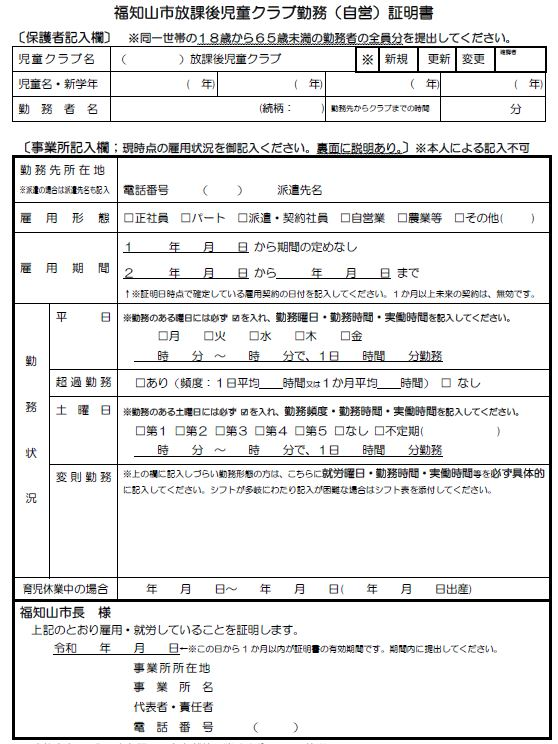 福知山市放課後児童クラブ勤務（自営）証明書
〔保護者記入欄〕 ※同一世帯の１８歳から６５歳未満の勤務者の全員分を提出してください。
児童クラブ名 （　　　　）放課後児童クラブ ※ 新規 更新 変更
児童名・新学年 （　年） （　年） （　年） （　年）
勤務者名 （続柄：　　） 勤務先からクラブまでの時間 分
〔事業所記入欄；現時点の雇用状況を御記入ください。裏面に説明あり。〕※本人による記入不可
勤務先所在地
※派遣の場合は派遣先名も記入 電話番号 （　　） 派遣先名
雇用形態 □正社員 □パート □派遣・契約社員 □自営業 □農業等 □その他（　　）
雇用期間
１　　年　月　日 から期間の定めなし
２　　年　月　日 から　　年　月　日 まで
↑※証明日時点で確定している雇用契約の日付を記入してください。１か月以上未来の契約は、無効です。
勤務状況
平日 ※勤務のある曜日には必ず ☑ を入れ、勤務曜日・勤務時間・実働時間を記入してください。
□月 □火 □水 □木 □金
時　分 ～ 時　分で、１日　時間　分勤務
超過勤務 □あり（頻度：１日平均　　時間又は１か月平均　　時間） □ なし
土曜日 ※勤務のある土曜日には必ず ☑ を入れ、勤務頻度・勤務時間・実働時間を記入してください。
□第１ □第２ □第３ □第４ □第５ □なし □不定期（　　　　）
時　分 ～ 時　分で、１日　時間　分勤務
変則勤務 ※上の欄に記入しづらい勤務形態の方は、こちらに就労曜日・勤務時間・実働時間等を必ず具体的
に記入してください。シフトが多岐にわたり記入が困難な場合はシフト表を添付してください。
育児休業中の場合 年　月　日～　年　月　日（　年　月　日出産）
福知山市長　様
上記のとおり雇用・就労していることを証明します。
令和　年　月　日←※この日から１か月以内が証明書の有効期間です。期間内に提出してください。
事業所所在地
事業所名
代表者・責任者
電話番号 （　　）